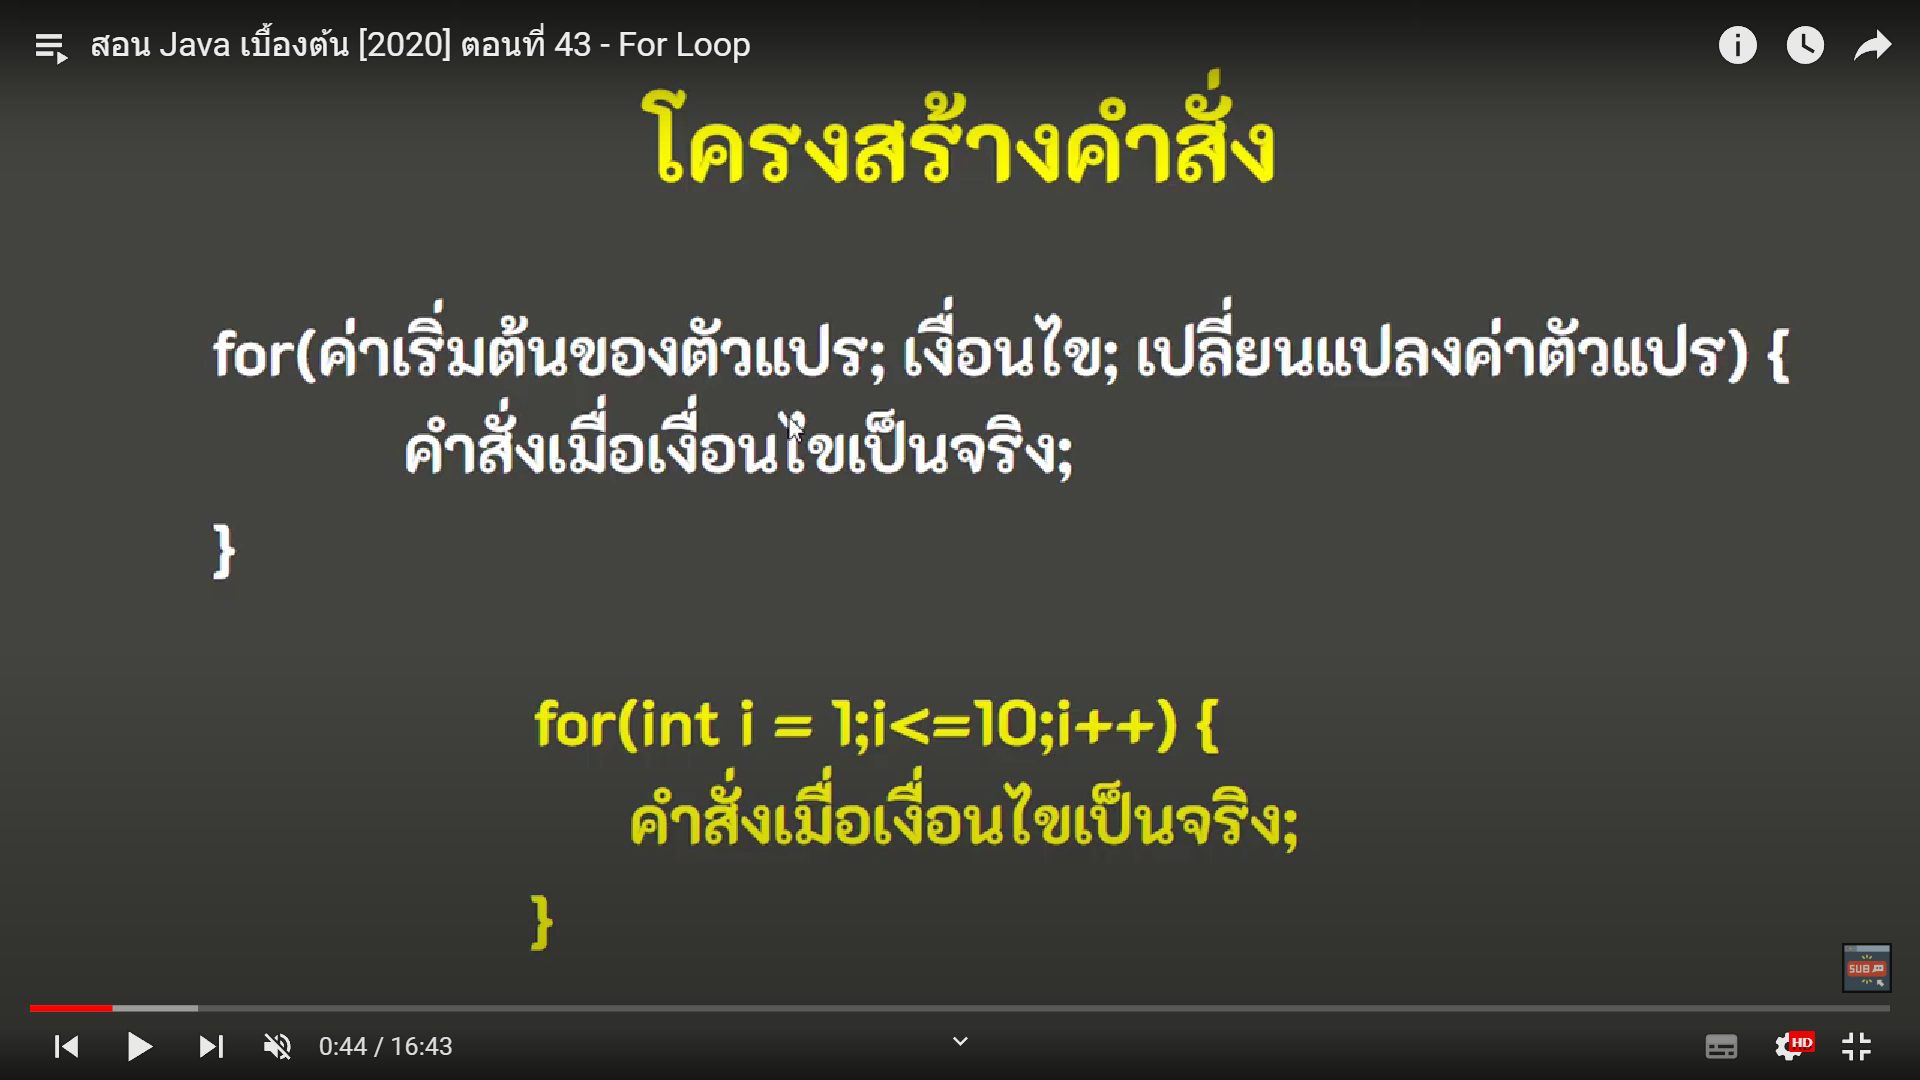 สอน Java เบื้องต้น [2020] ตอนที่ 43 - For Loop
โครงสร้างคำสั่ง
for(ค่าเริ่มต้นของตัวแปร; เงื่อนไข; เปลี่ยนแปลงค่าตัวแปร) {
คำสั่งเมื่อเงื่อนไขเป็นจริง;
}
for(int i = 1;i<=10;i++) {
คำสั่งเมื่อเงื่อนไขเป็นจริง;
}
SUB
0:44 / 16:43
HD